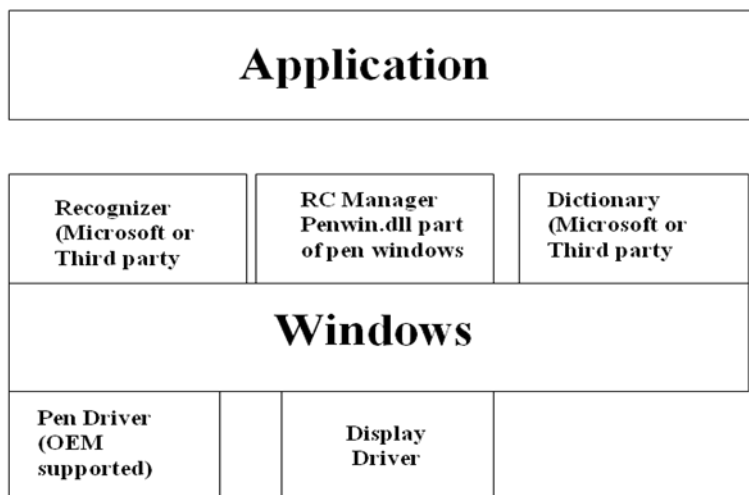 Application
Recognizer
(Microsoft or
Third party
RC Manager
Penwin.dll part
of pen windows
Dictionary
(Microsoft or
Third party
Windows
Pen Driver
(OEM
supported)
Display
Driver